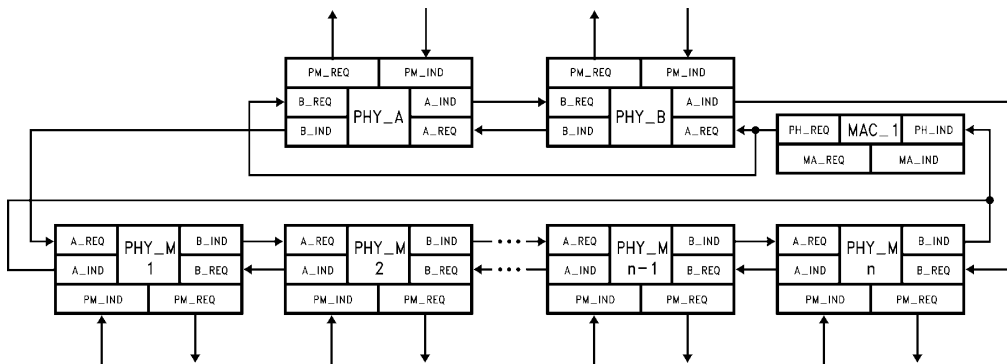 PM_REQ PM_IND
B_REQ A_IND
PHY_A
B_IND A_REQ
PM_REQ PM_IND
B_REQ A_IND
PHY_B
B_IND A_REQ
PH_REQ MAC_1 PH_IND
MA_REQ MA_IND
A_REQ PHY_M B_IND
A_IND 1 B_REQ
PM_IND PM_REQ
A_REQ PHY_M B_IND
A_IND 2 B_REQ
PM_IND PM_REQ
A_REQ PHY_M B_IND
A_IND n-1 B_REQ
PM_IND PM_REQ
A_REQ PHY_M B_IND
A_IND n B_REQ
PM_IND PM_REQ